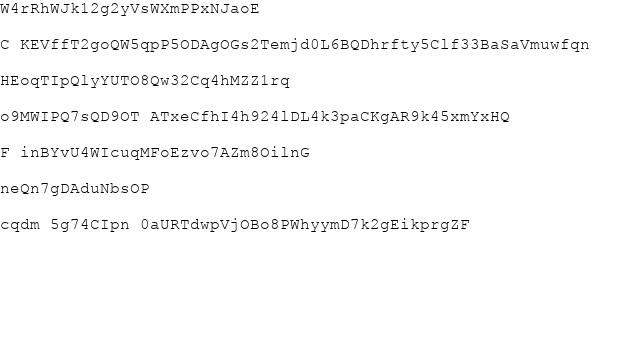 W4rRhWJk12g2yVsWXmPPxNJaoE
C KEVffT2goQW5qpP5ODAgOGs2Temjd0L6BQDhrfty5Clf33BaSaVmuwfqn
HEoqTIpQlyYUTO8Qw32Cq4hMZZ1rq
o9MWIPQ7sQD9OT ATxeCfhI4h924lDL4k3paCKgAR9k45xmYxHQ
F inBYvU4WIcuqMFoEzvo7AZm8OilnG
neQn7gDAduNbsOP
cqdm 5g74CIpn 0aURTdwpVjOBo8PWhyymD7k2gEikprgZF